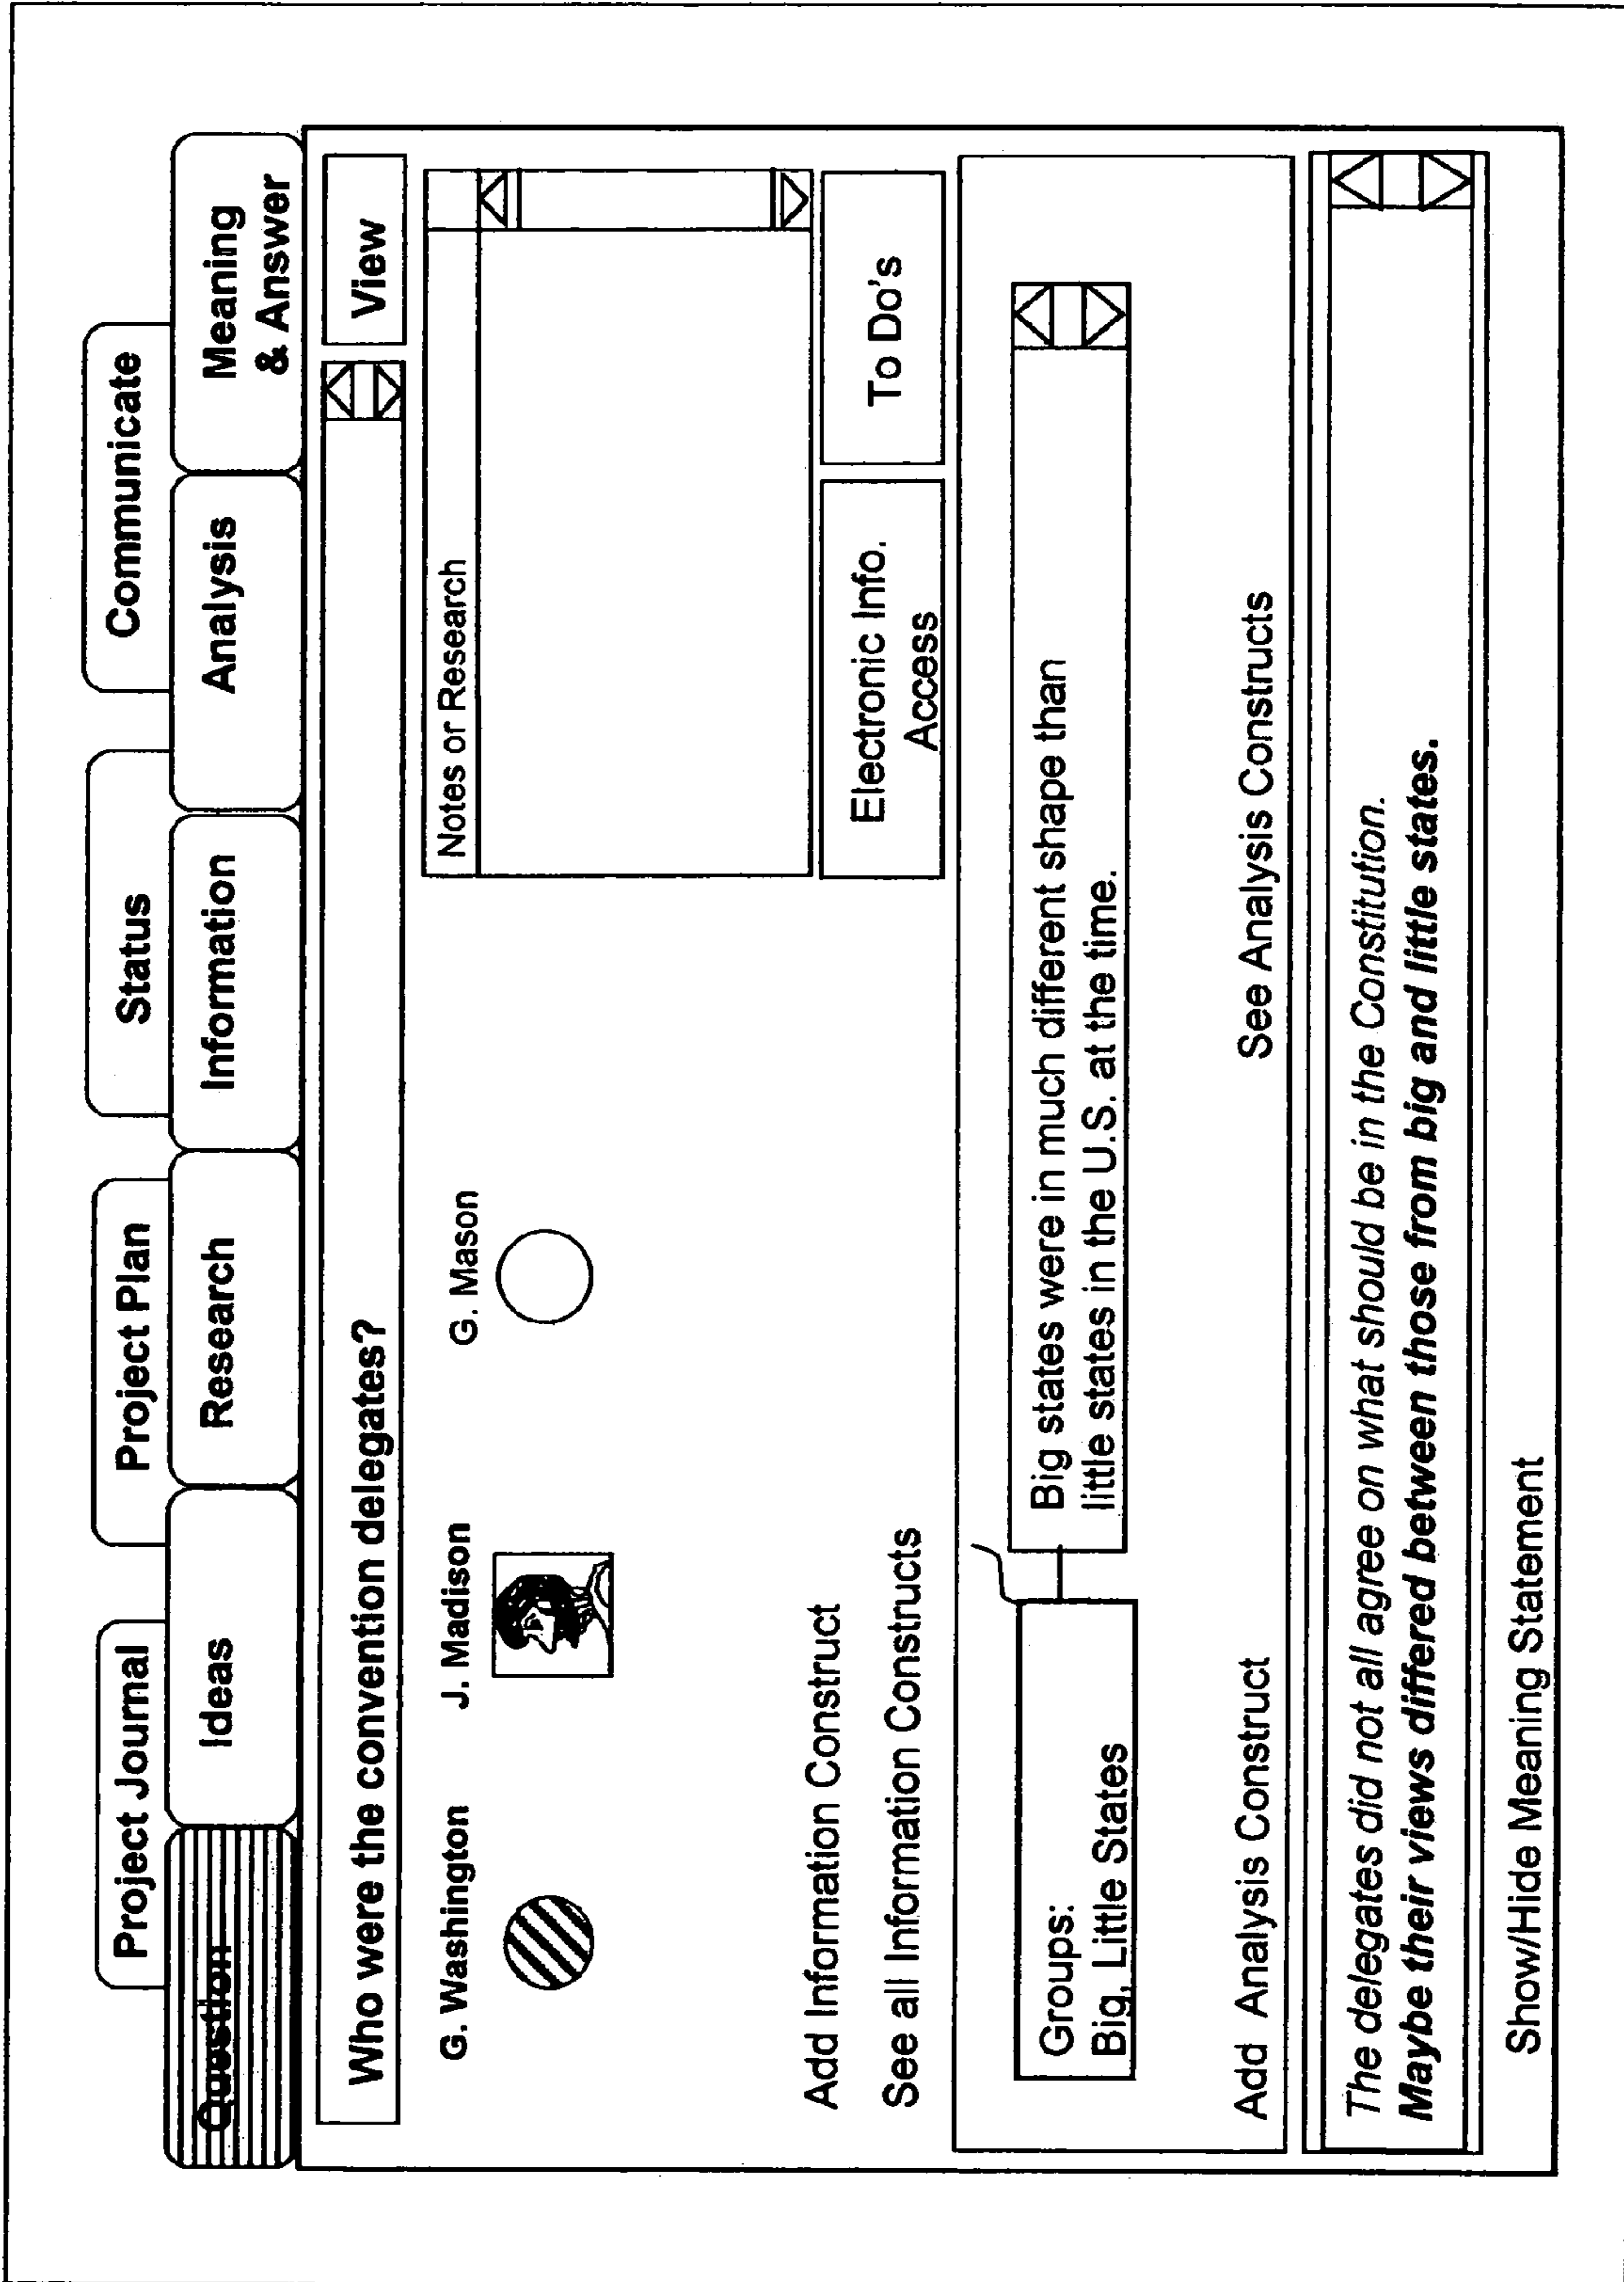 Project Journal
Project Plan
Status
Communicate
Question
Ideas
Research
Information
Analysis
Meaning
& Answer
Who were the convention delegates?
View
G. Washington
J. Madison
G. Mason
Notes or Research
Add Information Construct
See all Information Constructs
Electronic Info.
Access
To Do's
Groups:
Big, Little States
Big states were in much different shape than
little states in the U.S. at the time.
Add Analysis Construct
See Analysis Constructs
The delegates did not all agree on what should be in the Constitution.
Maybe their views differed between those from big and little states.
Show/Hide Meaning Statement